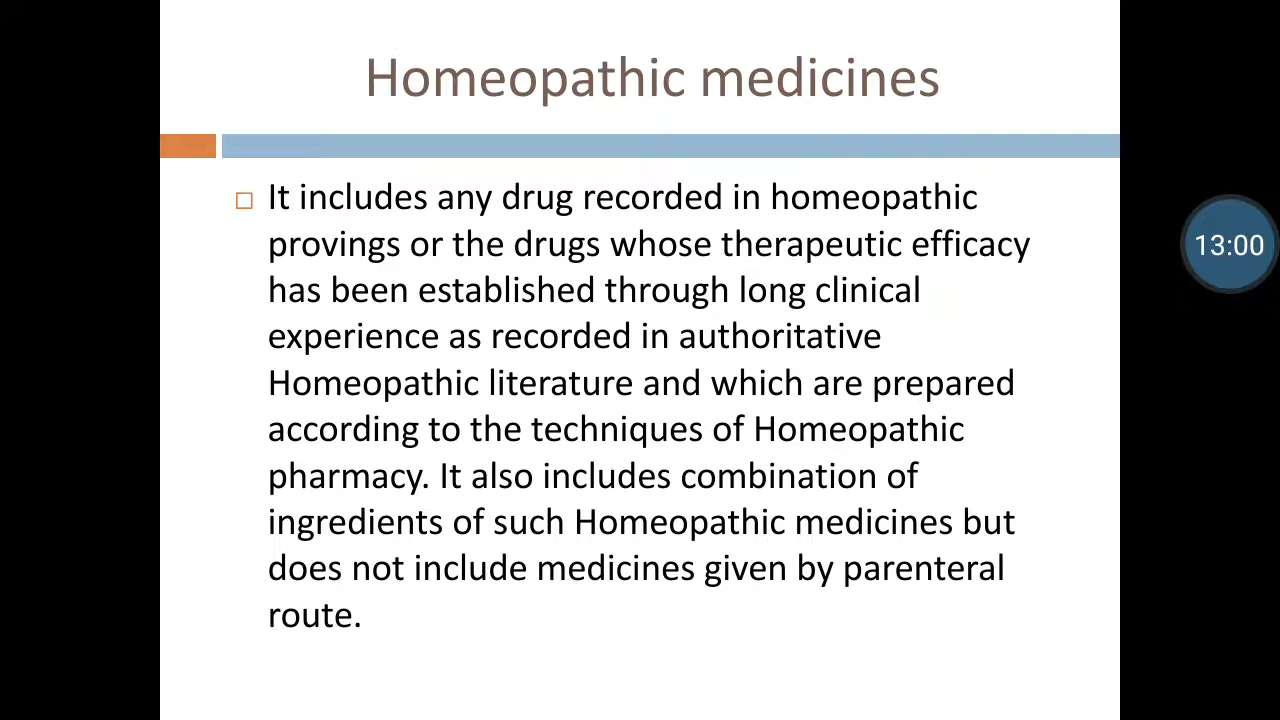 Homeopathic medicines
It includes any drug recorded in homeopathic
provings or the drugs whose therapeutic efficacy
has been established through long clinical
experience as recorded in authoritative
Homeopathic literature and which are prepared
according to the techniques of Homeopathic
pharmacy. It also includes combination of
ingredients of such Homeopathic medicines but
does not include medicines given by parenteral
route.
13:00